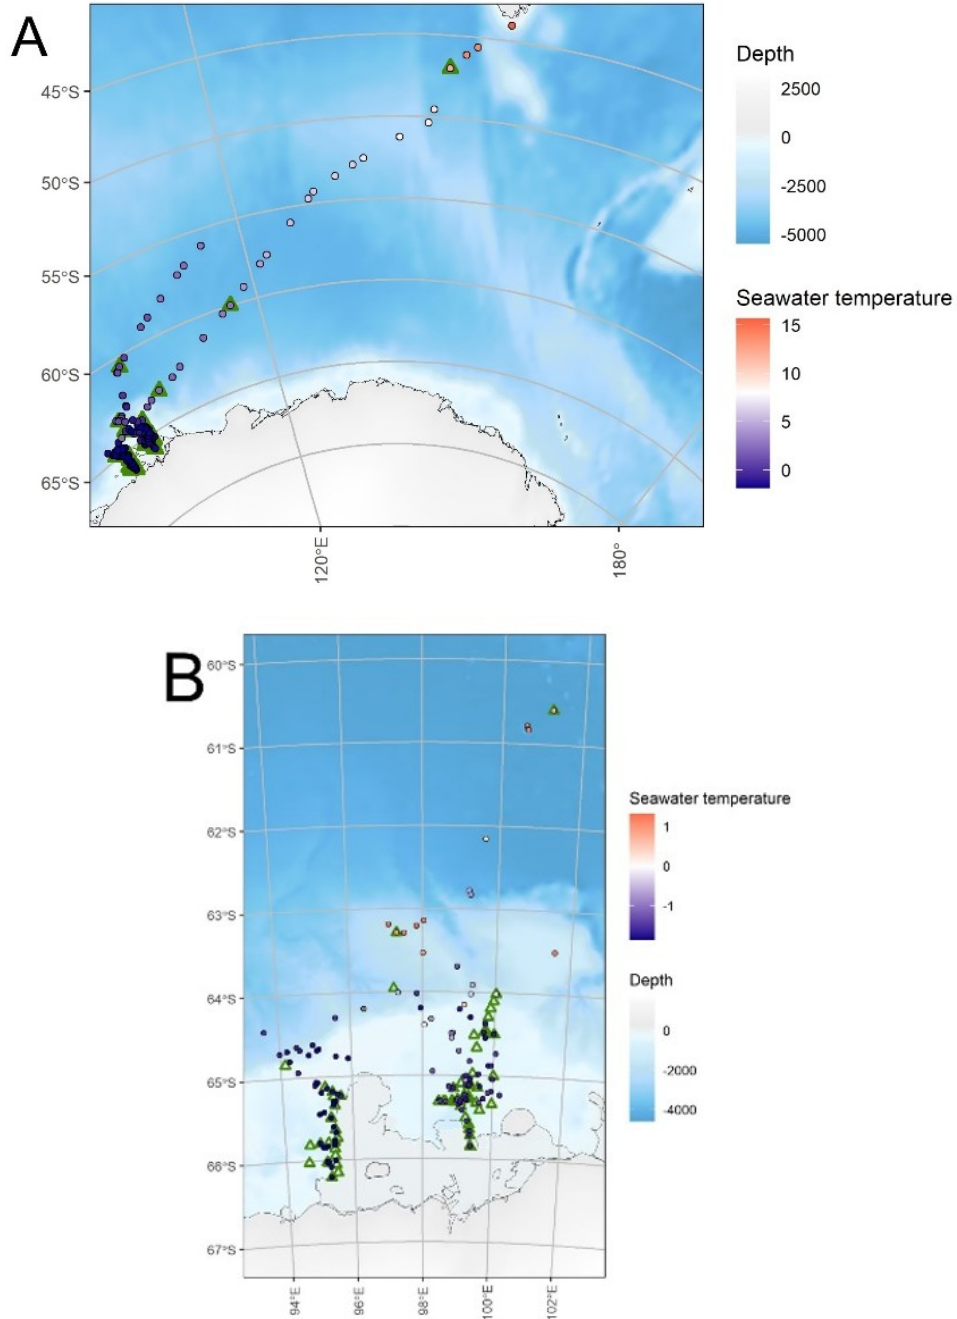 A
45°S
50°S
55°S
60°S
65°S
120°E
180°
Depth
2500
0
-2500
-5000
Seawater temperature
15
10
5
0
B
60°S
61°S
62°S
63°S
64°S
65°S
66°S
67°S
94°E
96°E
98°E
100°E
102°E
Seawater temperature
1
0
-1
Depth
0
-2000
-4000